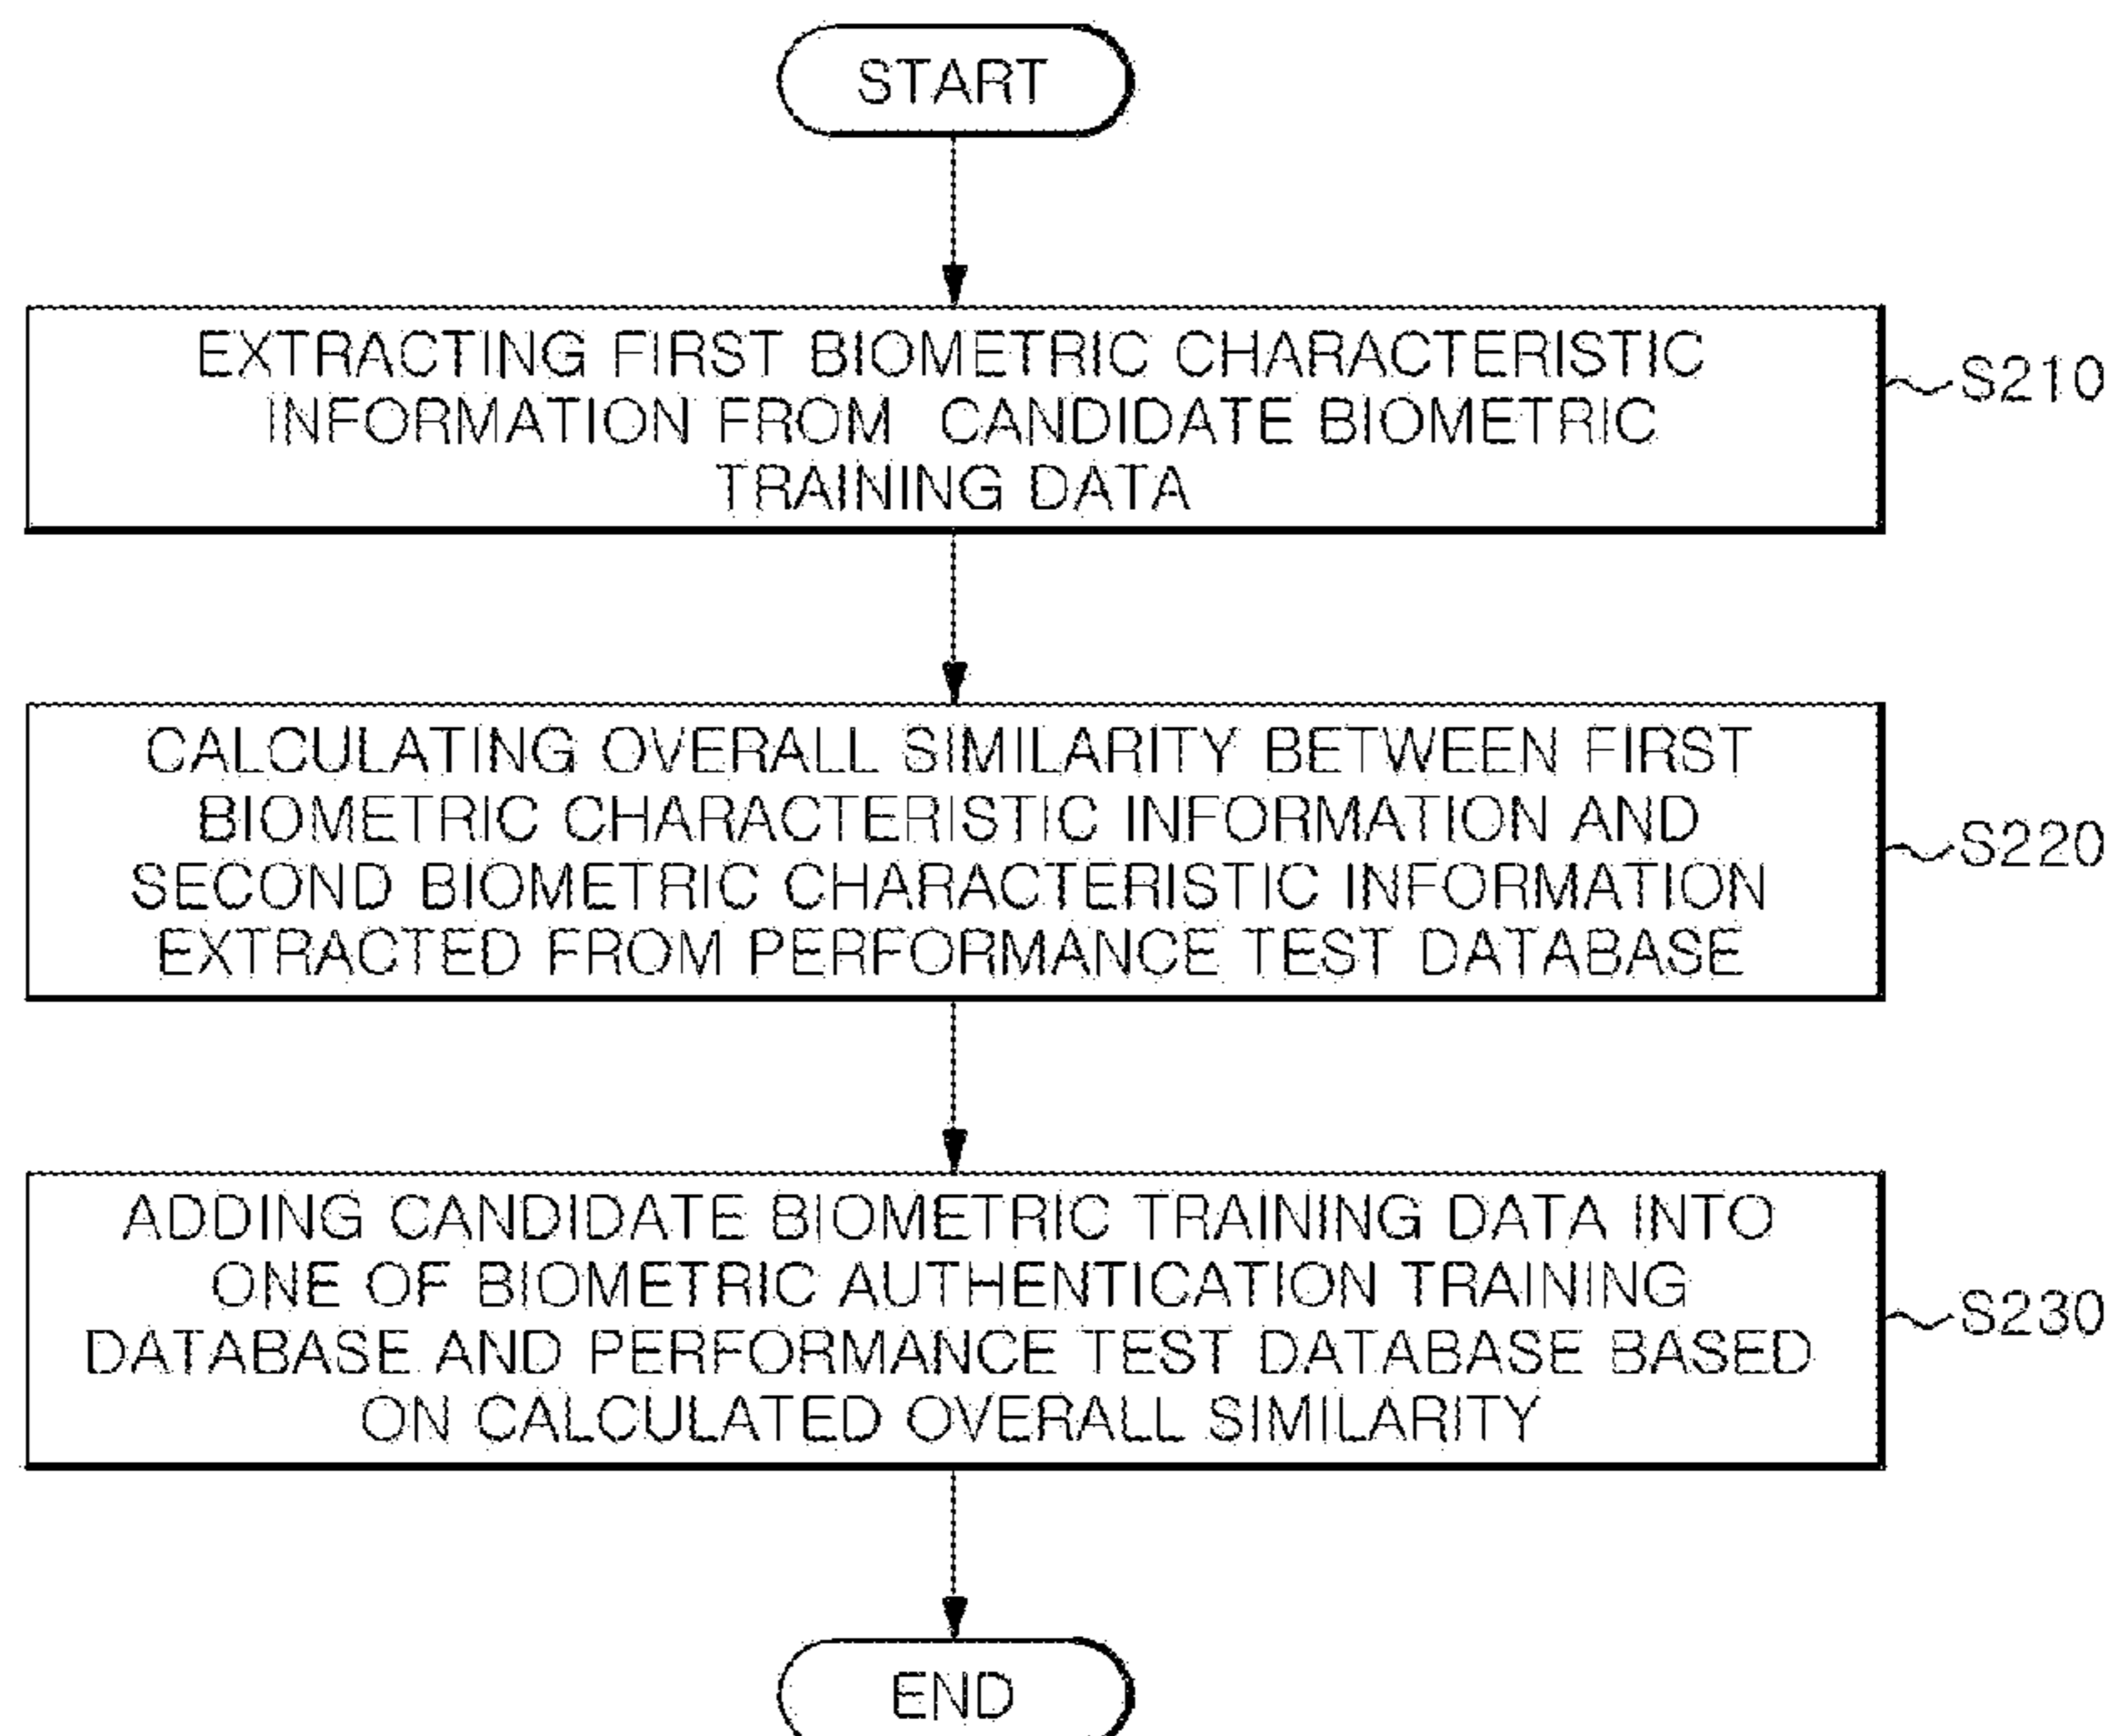 START
EXTRACTING FIRST BIOMETRIC CHARACTERISTIC
INFORMATION FROM CANDIDATE BIOMETRIC
TRAINING DATA
S210
CALCULATING OVERALL SIMILARITY BETWEEN FIRST
BIOMETRIC CHARACTERISTIC INFORMATION AND
SECOND BIOMETRIC CHARACTERISTIC INFORMATION
EXTRACTED FROM PERFORMANCE TEST DATABASE
S220
ADDING CANDIDATE BIOMETRIC TRAINING DATA INTO
ONE OF BIOMETRIC AUTHENTICATION TRAINING
DATABASE AND PERFORMANCE TEST DATABASE BASED
ON CALCULATED OVERALL SIMILARITY
S230
END